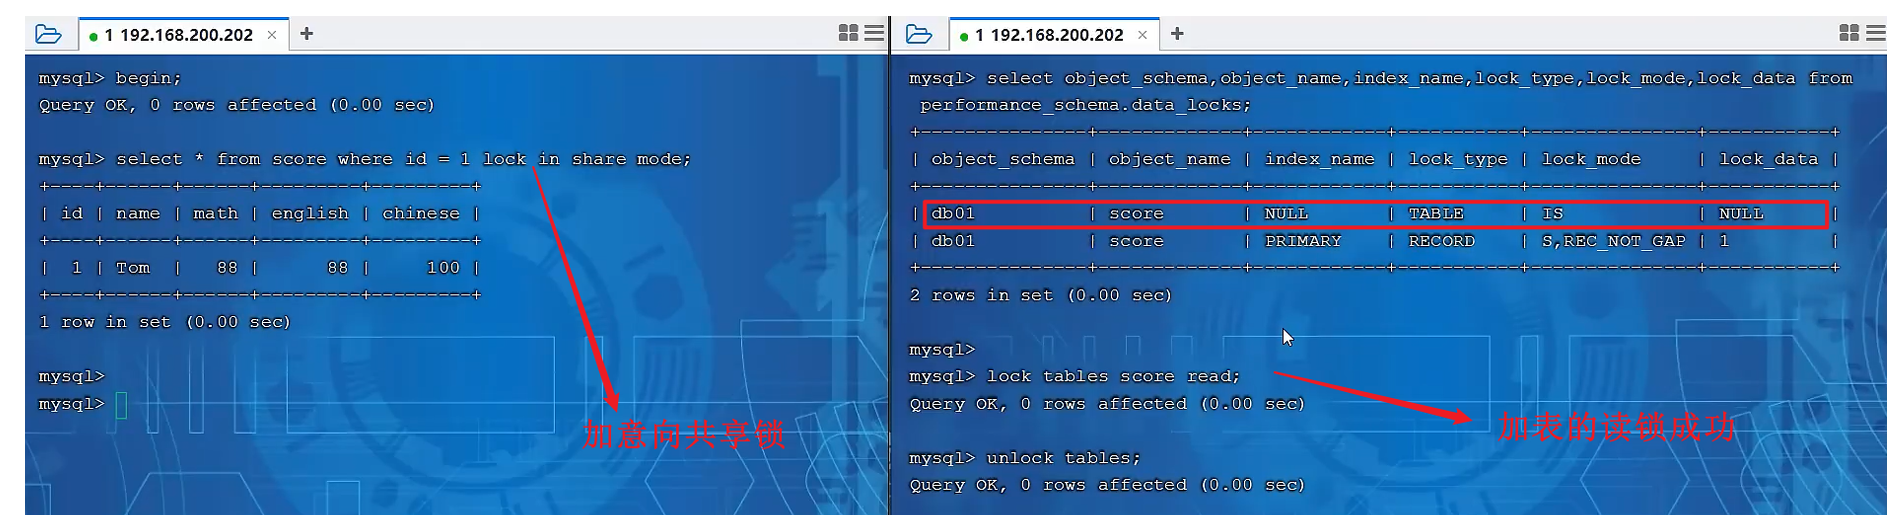 1 192.168.200.202 × +
mysql> begin;
Query OK, 0 rows affected (0.00 sec)
mysql> select * from score where id = 1 lock in share mode;
+----+------+------+---------+---------+
| id | name | math | english | chinese |
+----+------+------+---------+---------+
| 1 | Tom | 88 | 88 | 100 |
+----+------+------+---------+---------+
1 row in set (0.00 sec)
mysql>
mysql>
加意向共享锁
1 192.168.200.202 × +
mysql> select object_schema,object_name,index_name,lock_type,lock_mode,lock_data from
performance_schema.data_locks;
+---------------+-------------+------------+-----------+---------------+-----------+
| object_schema | object_name | index_name | lock_type | lock_mode | lock_data |
+---------------+-------------+------------+-----------+---------------+-----------+
| db01 | score | NULL | TABLE | IS | NULL |
| db01 | score | PRIMARY | RECORD | S,REC_NOT_GAP | 1 |
+---------------+-------------+------------+-----------+---------------+-----------+
2 rows in set (0.00 sec)
mysql>
mysql> lock tables score read;
Query OK, 0 rows affected (0.00 sec)
加表的读锁成功
mysql> unlock tables;
Query OK, 0 rows affected (0.00 sec)